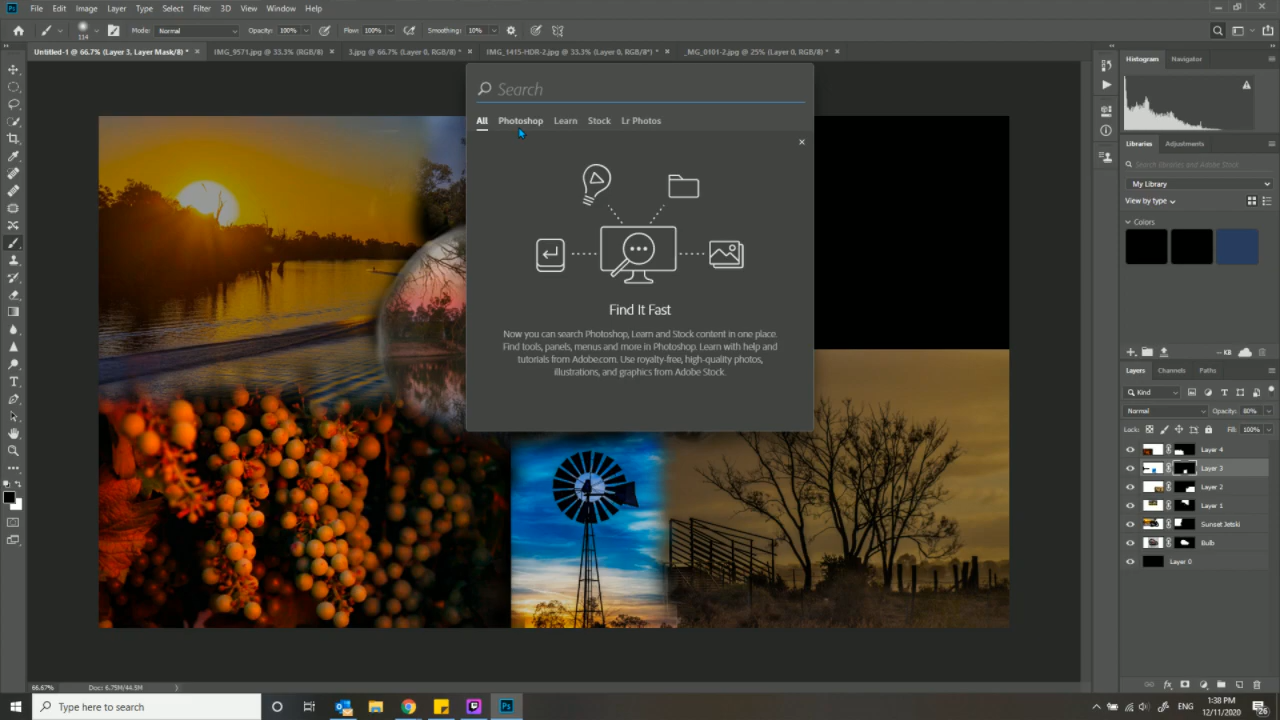 Ps File Edit Image Layer Type Select Filter 3D View Window Help
114 Mode: Normal Opacity: 100% Flow: 100% Smoothing: 10%
Untitled-1 @ 66.7% (Layer 3, Layer Mask/8) * × IMG_9571.jpg @ 33.3% (RGB/8) × 3.jpg @ 66.7% (Layer 0, RGB/8) * × IMG_1415-HDR-2.jpg @ 33.3% (Layer 0, RGB/8*) * × _MG_0101-2.jpg @ 25% (Layer 0, RGB/8) * ×
Histogram Navigator
Search
All Photoshop Learn Stock Lr Photos
Find It Fast
Now you can search Photoshop, Learn and Stock content in one place.
Find tools, panels, menus and more in Photoshop. Learn with help and
tutorials from Adobe.com. Use royalty-free, high-quality photos,
illustrations, and graphics from Adobe Stock.
Libraries Adjustments
Search Libraries and Adobe Stock
My Library
View by type
Colors
-- KB
Layers Channels Paths
Kind
Normal Opacity: 80%
Lock: Fill: 100%
Layer 4
Layer 3
Layer 2
Layer 1
Sunset Jetski
Bulb
Layer 0
66.67% Doc: 6.75M/44.5M
Type here to search
Ps
ENG
1:38 PM
12/11/2020
26